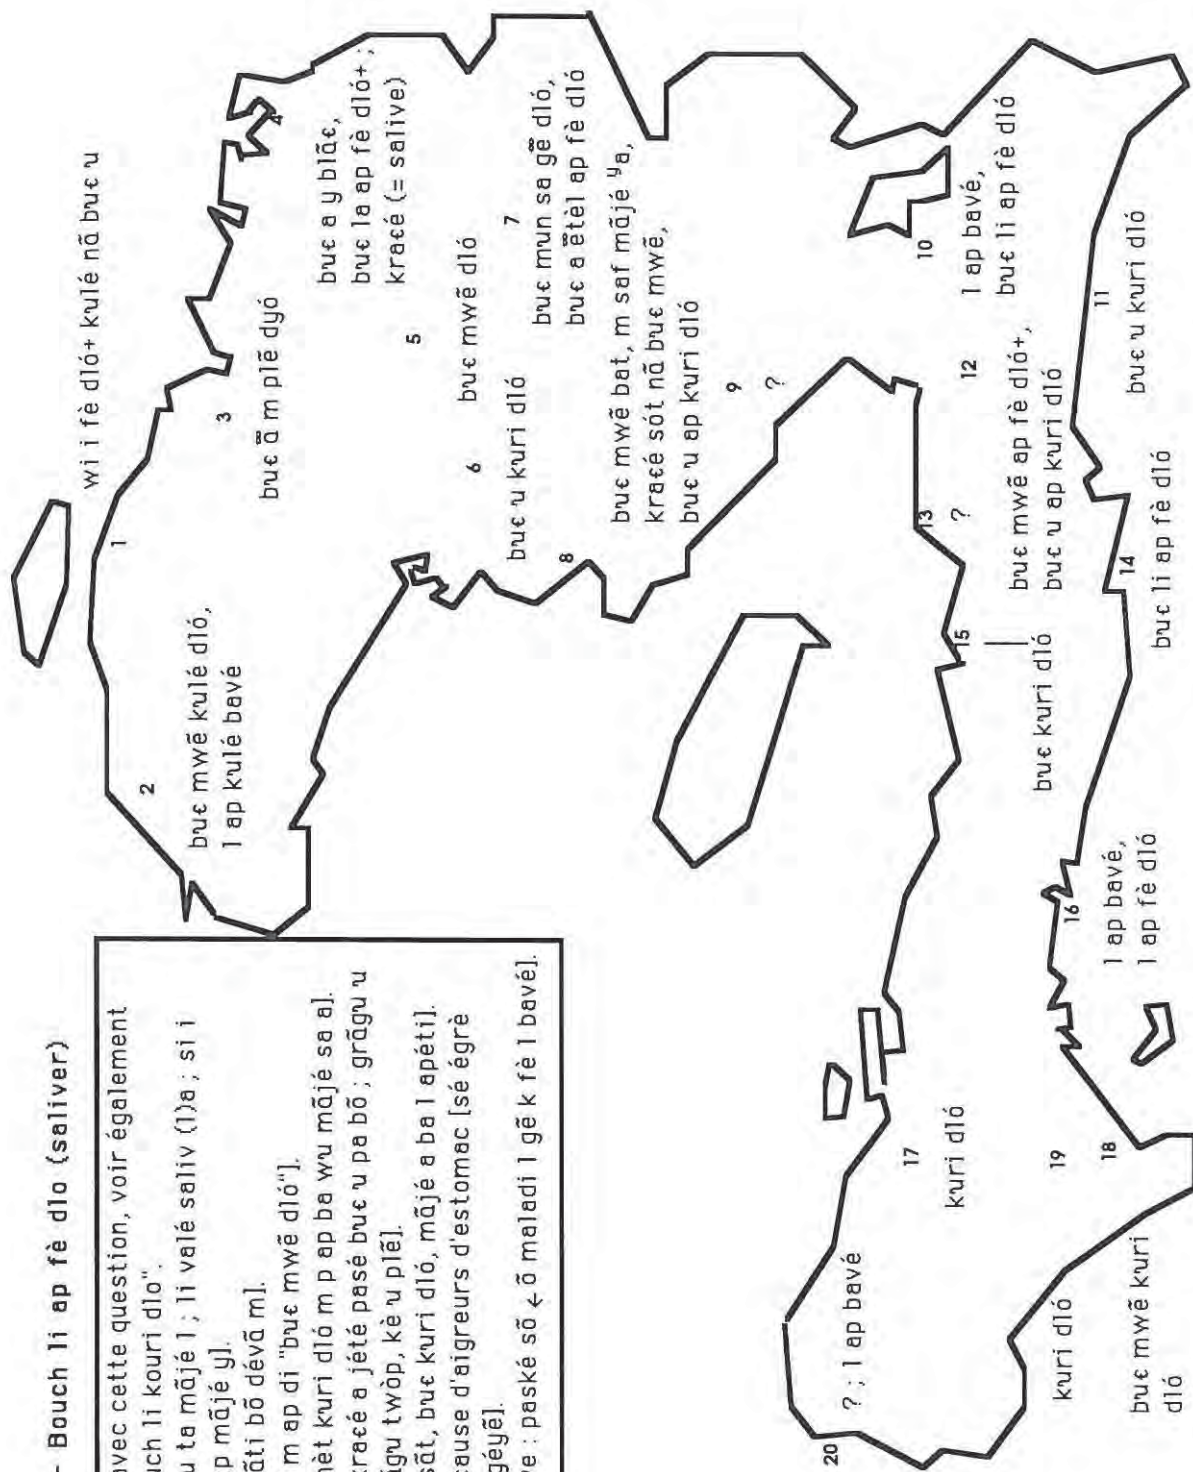 - Bouch li ap fè dlo (saliver)
avec cette question, voir également
uch li kouri dlo".
u ta mãjé l ; li valé saliv (l)a ; si i
p mãjé y].
ãti bõ dévã m].
m ap di "buɛ mwẽ dló"].
nèt kuri dló m p ap ba wu mãjé sa a].
kraɛé a jété pasé buɛ u pa bõ ; grãgu u
ãgu twòp, kè u plẽ].
sãt, buɛ kuri dló, mãjé a ba l apéti].
cause d'aigreurs d'estomac [sé égrè
géyẽ].
ve : paské sõ ← õ maladi l gẽ k fè l bavé].
wi i fè dló+ kulé nã buɛ u
1
2
buɛ mwẽ kulé dló,
l ap kulé bavé
3
buɛ ã m plẽ dyó
buɛ a y blãɛ,
buɛ la ap fè dló+,
kraɛé (= salive)
5
6
buɛ mwẽ dló
7
buɛ mun sa gẽ dló,
buɛ a ẽtèl ap fè dló
buɛ u kuri dló
8
buɛ mwẽ bat, m saf mãjé ʸa,
kraɛé sót nã buɛ mwẽ,
buɛ u ap kuri dló
9
?
10
l ap bavé,
buɛ li ap fè dló
11
buɛ u kuri dló
12
buɛ mwẽ ap fè dló+,
buɛ u ap kuri dló
13
?
14
buɛ li ap fè dló
15
buɛ kuri dló
16
l ap bavé,
l ap fè dló
17
kuri dló
18
19
kuri dló
buɛ mwẽ kuri
dló
20
? ; l ap bavé